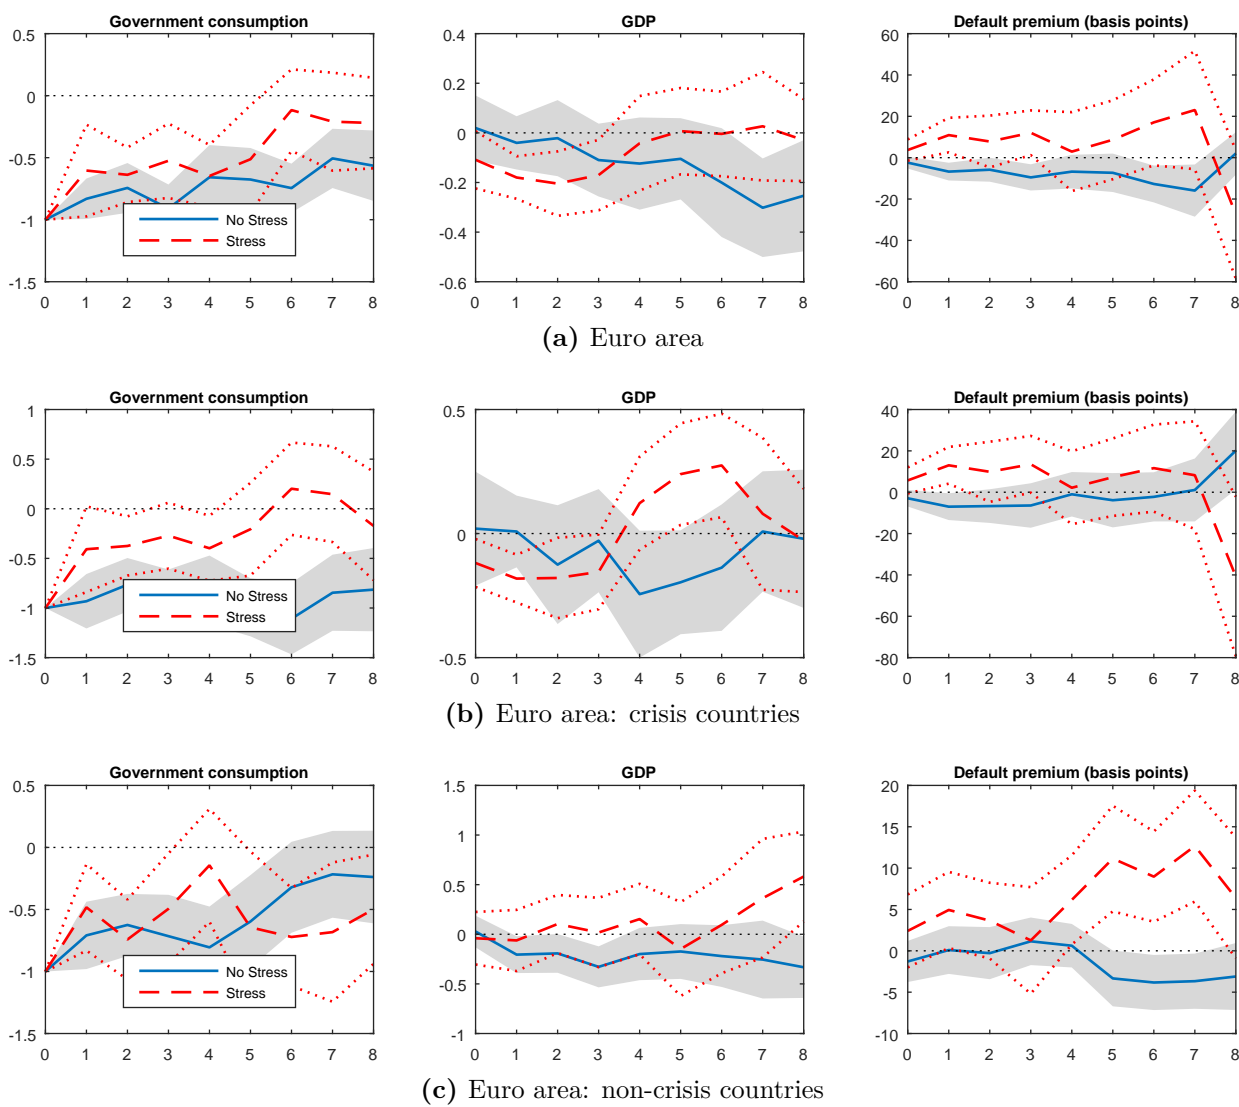 Government consumption
0.5
0
-0.5
-1
-1.5
No Stress
Stress
0 1 2 3 4 5 6 7 8
GDP
0.4
0.2
0
-0.2
-0.4
-0.6
0 1 2 3 4 5 6 7 8
Default premium (basis points)
60
40
20
0
-20
-40
-60
0 1 2 3 4 5 6 7 8
(a) Euro area
Government consumption
1
0.5
0
-0.5
-1
-1.5
No Stress
Stress
0 1 2 3 4 5 6 7 8
GDP
0.5
0
-0.5
0 1 2 3 4 5 6 7 8
Default premium (basis points)
40
20
0
-20
-40
-60
-80
0 1 2 3 4 5 6 7 8
(b) Euro area: crisis countries
Government consumption
0.5
0
-0.5
-1
-1.5
No Stress
Stress
0 1 2 3 4 5 6 7 8
GDP
1.5
1
0.5
0
-0.5
-1
0 1 2 3 4 5 6 7 8
Default premium (basis points)
20
15
10
5
0
-5
-10
0 1 2 3 4 5 6 7 8
(c) Euro area: non-crisis countries